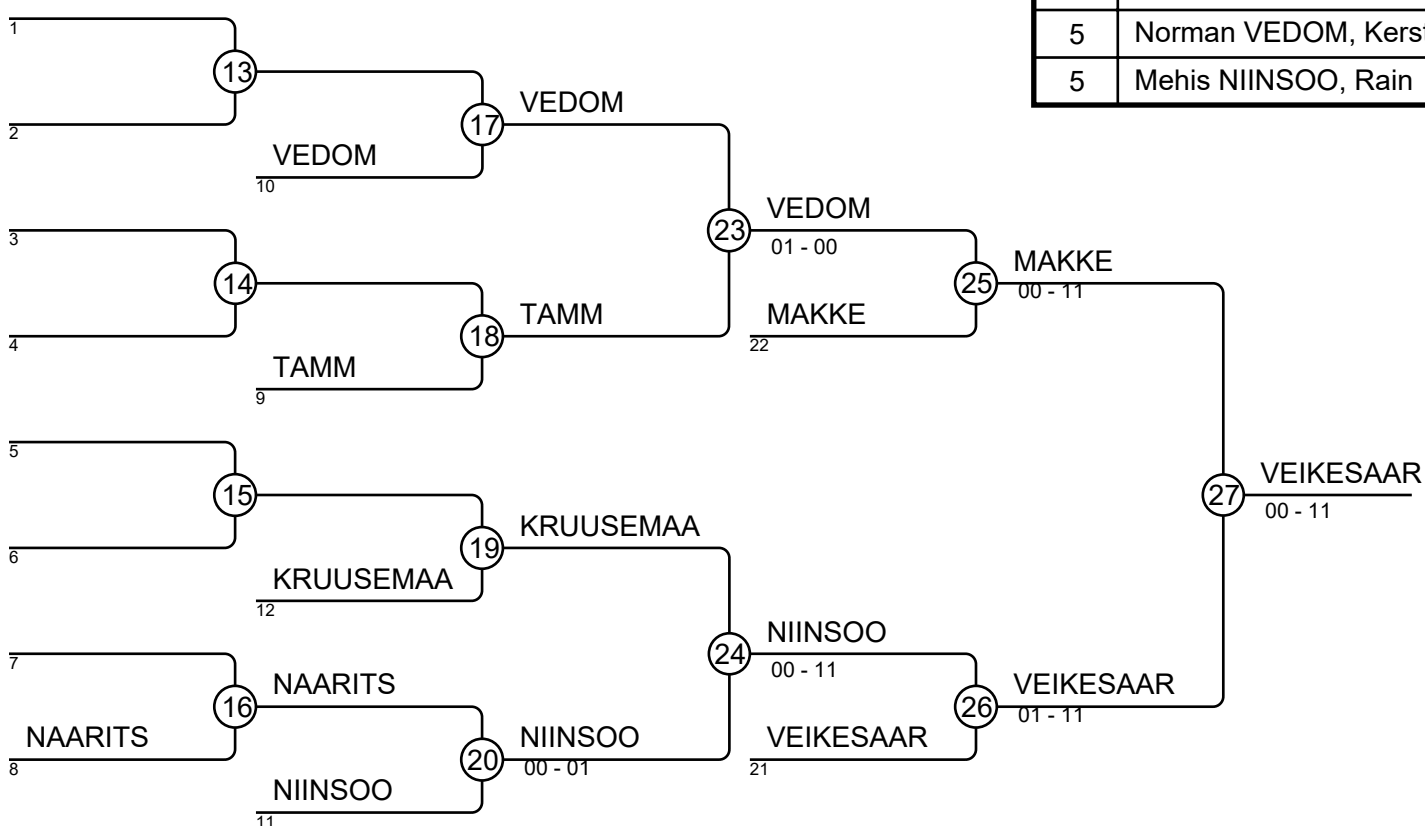 5 Norman VEDOM, Kerst
5 Mehis NIINSOO, Rain
1
13
2
VEDOM
17
VEDOM
10
3
14
4
TAMM
18
TAMM
9
VEDOM
23
01 - 00
MAKKE
22
MAKKE
25
00 - 11
5
15
6
KRUUSEMAA
19
KRUUSEMAA
12
7
16
NAARITS
NAARITS
8
NIINSOO
20
00 - 01
NIINSOO
11
NIINSOO
24
00 - 11
VEIKESAAR
21
VEIKESAAR
26
01 - 11
VEIKESAAR
27
00 - 11